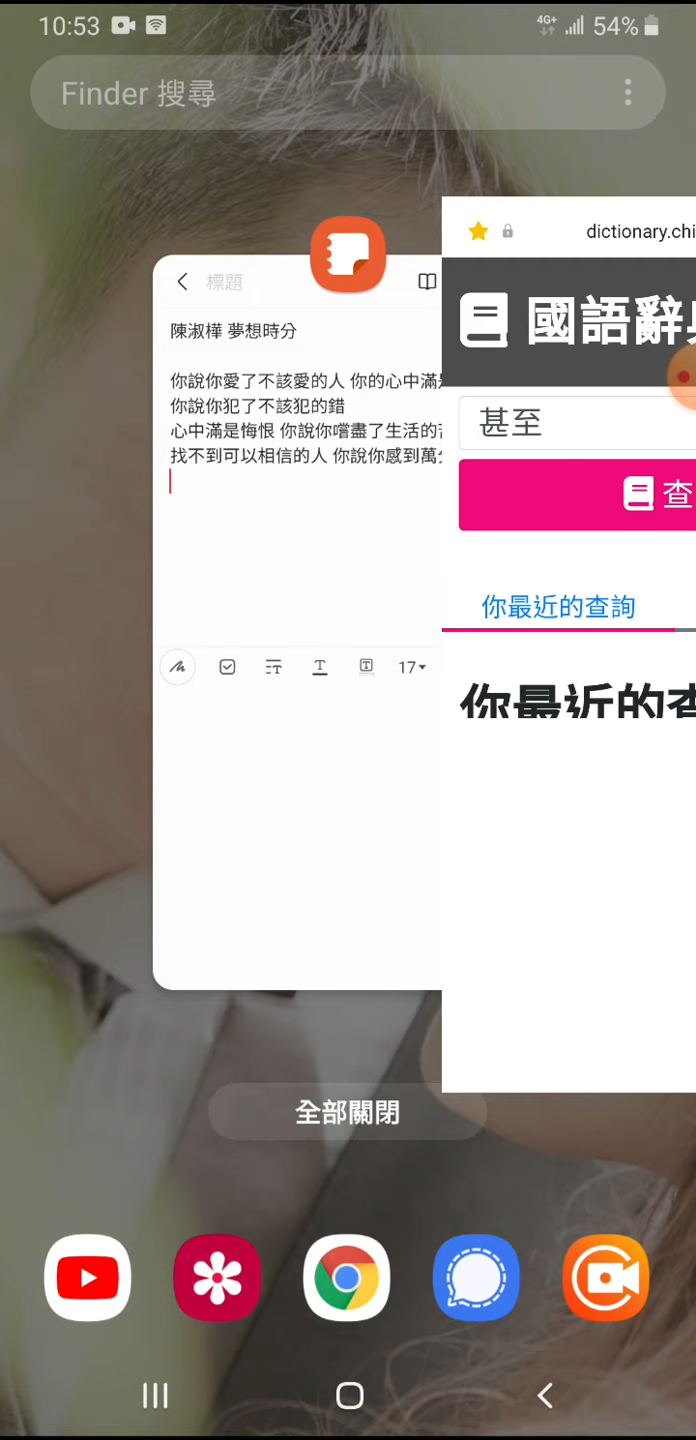 10:53
4G+ 54%
Finder 搜尋
標題
陳淑樺 夢想時分
你說你愛了不該愛的人 你的心中滿
你說你犯了不該犯的錯
心中滿是悔恨 你說你嚐盡了生活的
找不到可以相信的人 你說你感到萬
17
dictionary.chi
國語辭
甚至
查
你最近的查詢
你最近的查
全部關閉